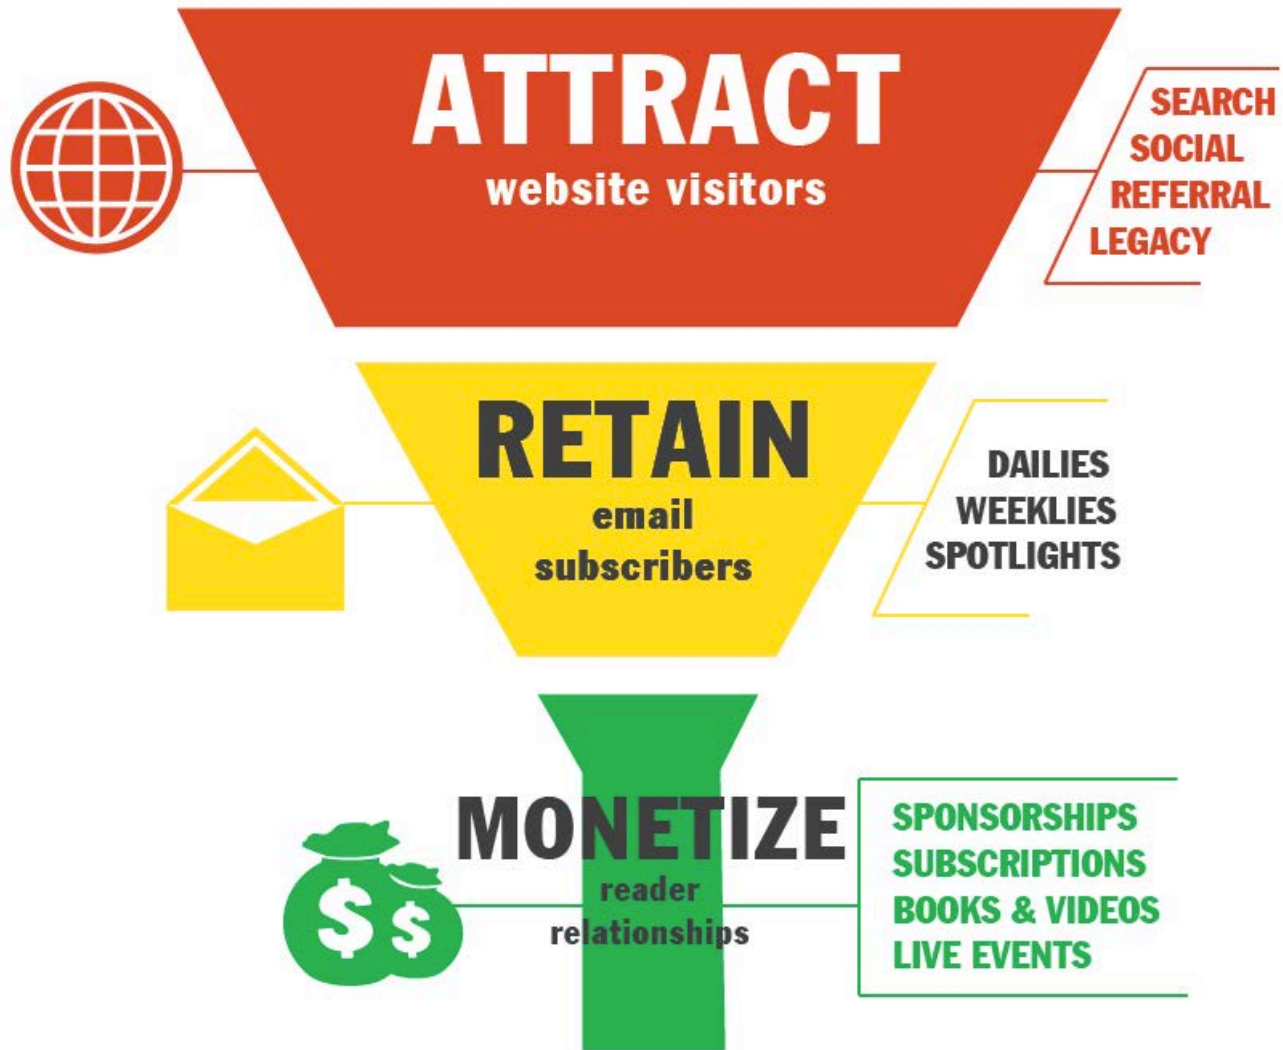 ATTRACT
website visitors
SEARCH
SOCIAL
REFERRAL
LEGACY
RETAIN
email
subscribers
DAILIES
WEEKLIES
SPOTLIGHTS
MONETIZE
reader
relationships
$ $
SPONSORSHIPS
SUBSCRIPTIONS
BOOKS & VIDEOS
LIVE EVENTS